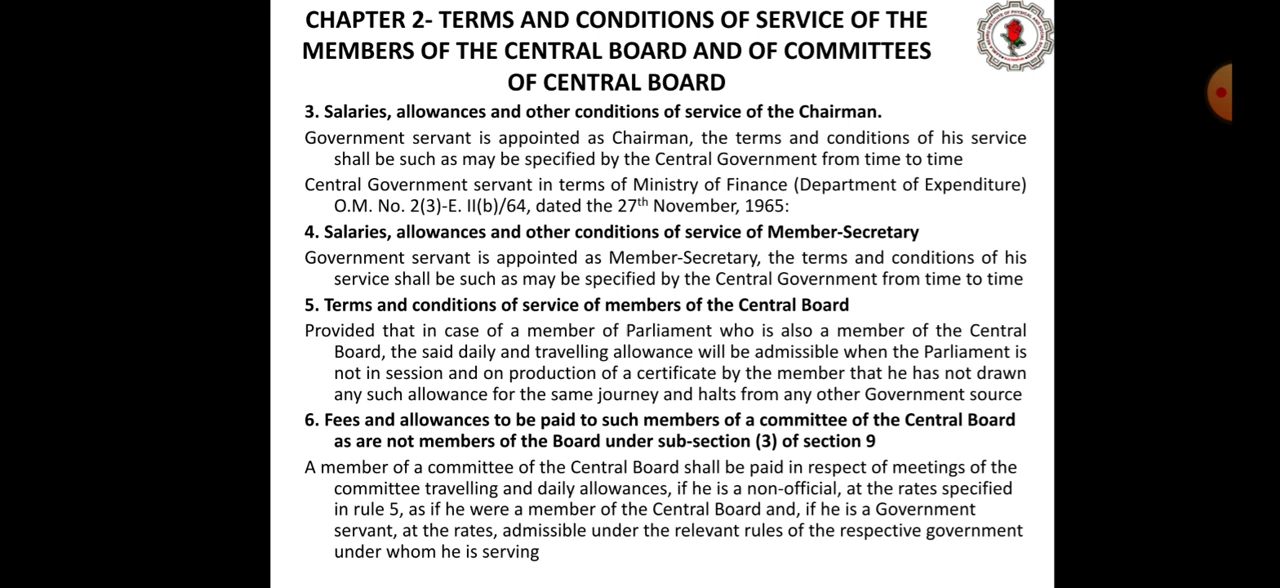 CHAPTER 2- TERMS AND CONDITIONS OF SERVICE OF THE
MEMBERS OF THE CENTRAL BOARD AND OF COMMITTEES
OF CENTRAL BOARD
3. Salaries, allowances and other conditions of service of the Chairman.
Government servant is appointed as Chairman, the terms and conditions of his service
shall be such as may be specified by the Central Government from time to time
Central Government servant in terms of Ministry of Finance (Department of Expenditure)
O.M. No. 2(3)-E. II(b)/64, dated the 27th November, 1965:
4. Salaries, allowances and other conditions of service of Member-Secretary
Government servant is appointed as Member-Secretary, the terms and conditions of his
service shall be such as may be specified by the Central Government from time to time
5. Terms and conditions of service of members of the Central Board
Provided that in case of a member of Parliament who is also a member of the Central
Board, the said daily and travelling allowance will be admissible when the Parliament is
not in session and on production of a certificate by the member that he has not drawn
any such allowance for the same journey and halts from any other Government source
6. Fees and allowances to be paid to such members of a committee of the Central Board
as are not members of the Board under sub-section (3) of section 9
A member of a committee of the Central Board shall be paid in respect of meetings of the
committee travelling and daily allowances, if he is a non-official, at the rates specified
in rule 5, as if he were a member of the Central Board and, if he is a Government
servant, at the rates, admissible under the relevant rules of the respective government
under whom he is serving